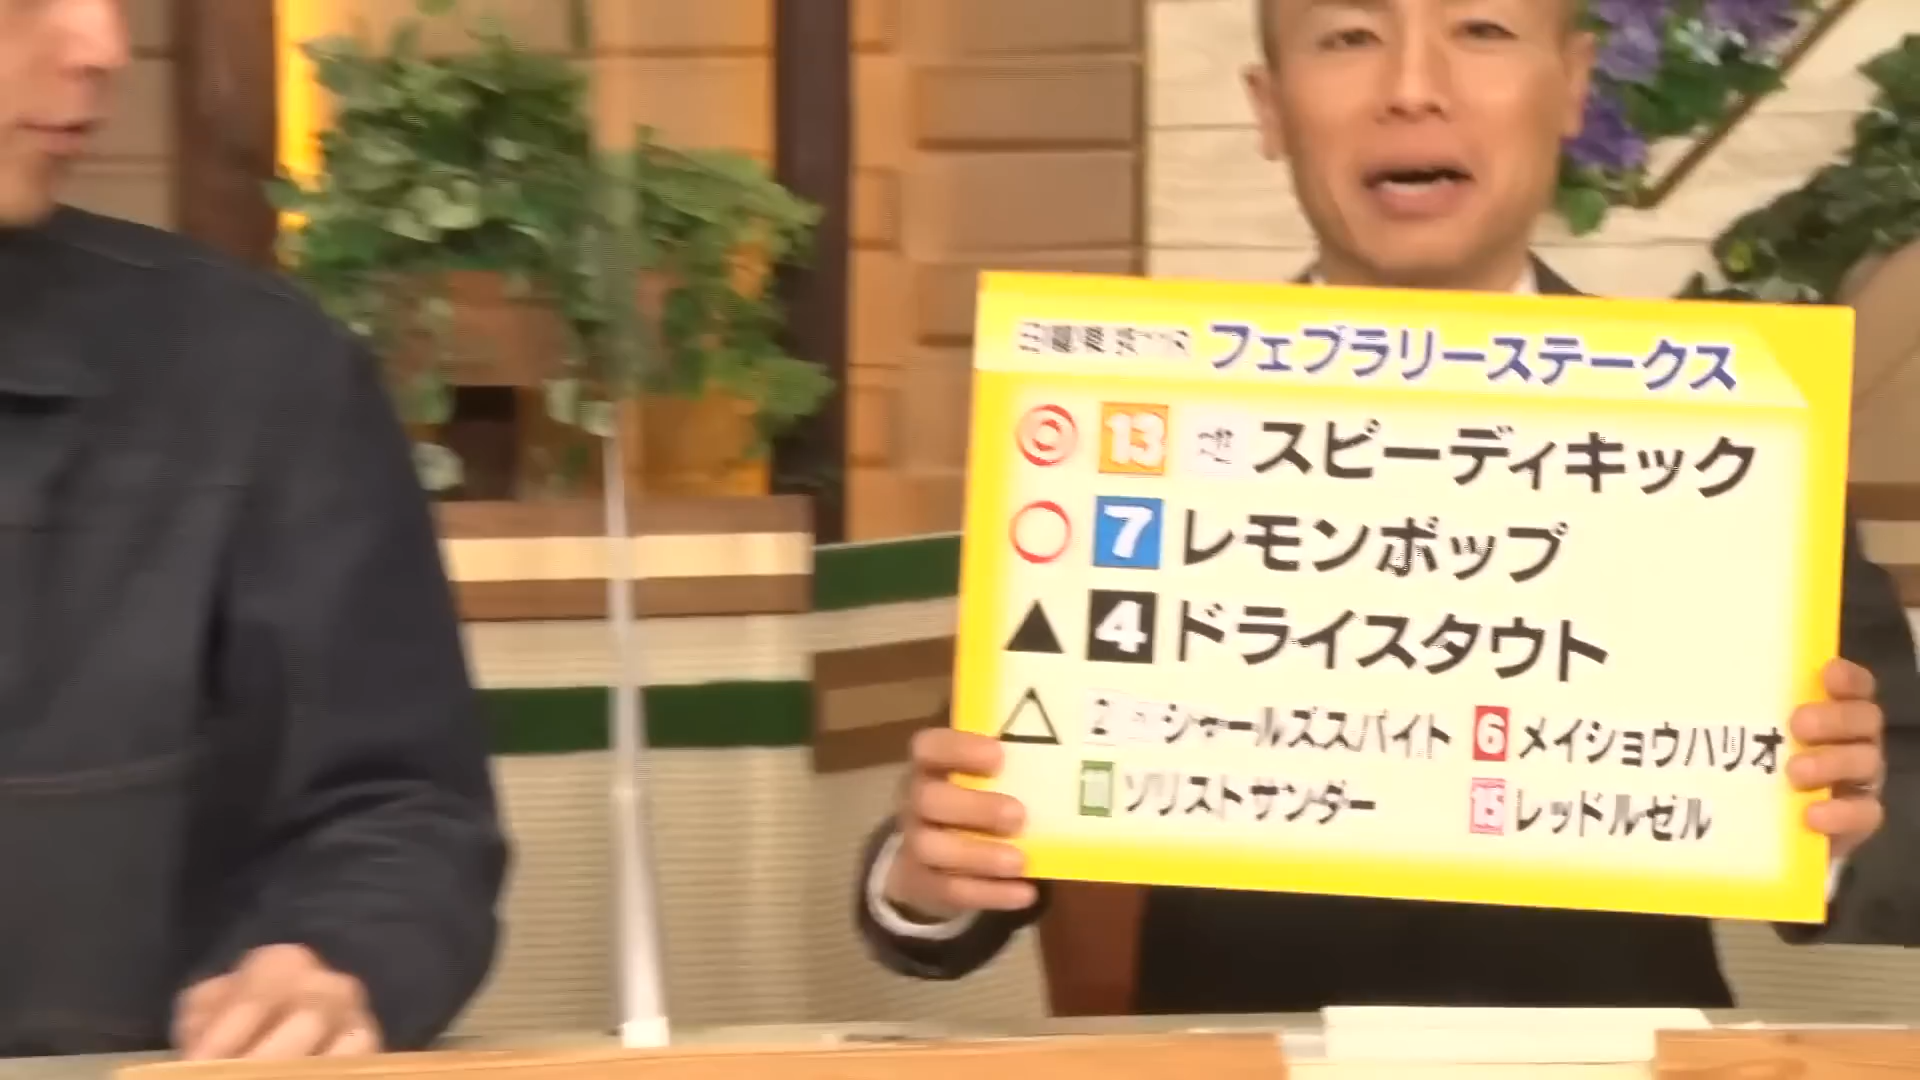 フェブラリーステークス
◎ 13 スピーディキック
○ 7 レモンポップ
▲ 4 ドライスタウト
△ 2 シャールズスパイト 6 メイショウハリオ
ソリストサンダー 15 レッドルゼル